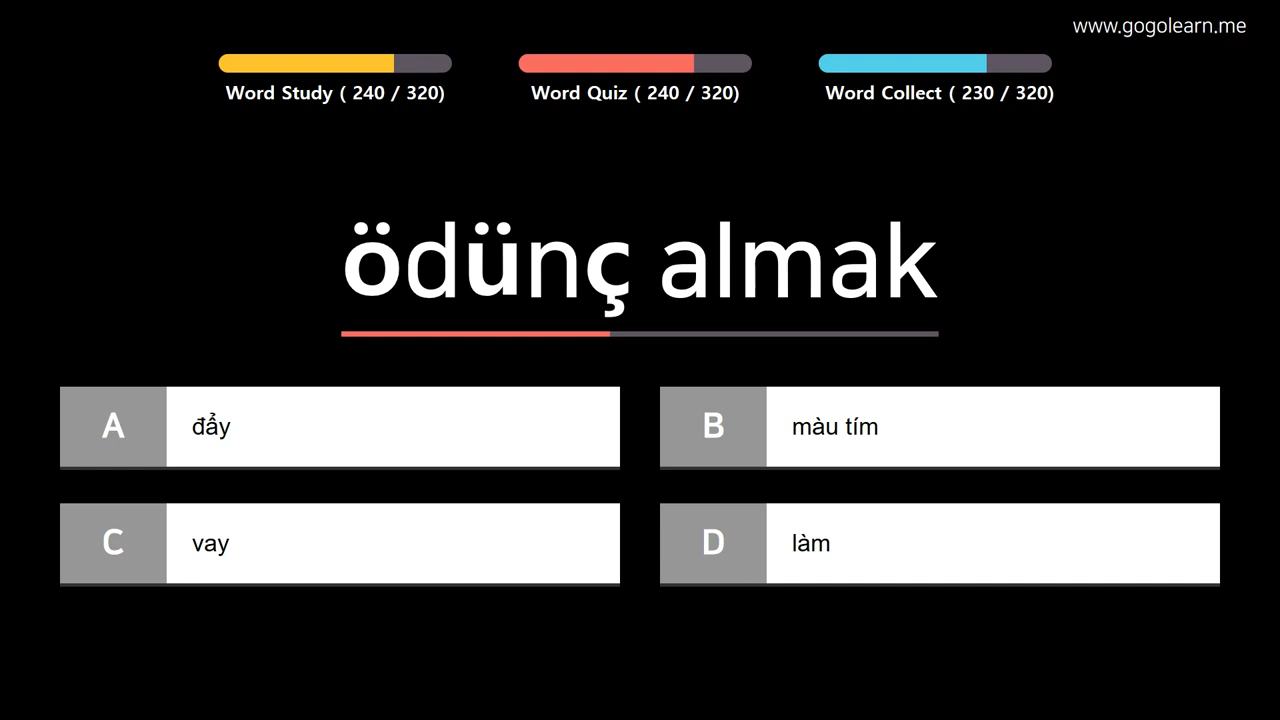 www.gogolearn.me
Word Study ( 240 / 320)
Word Quiz ( 240 / 320)
Word Collect ( 230 / 320)
ödünç almak
A
đẩy
B
màu tím
C
vay
D
làm